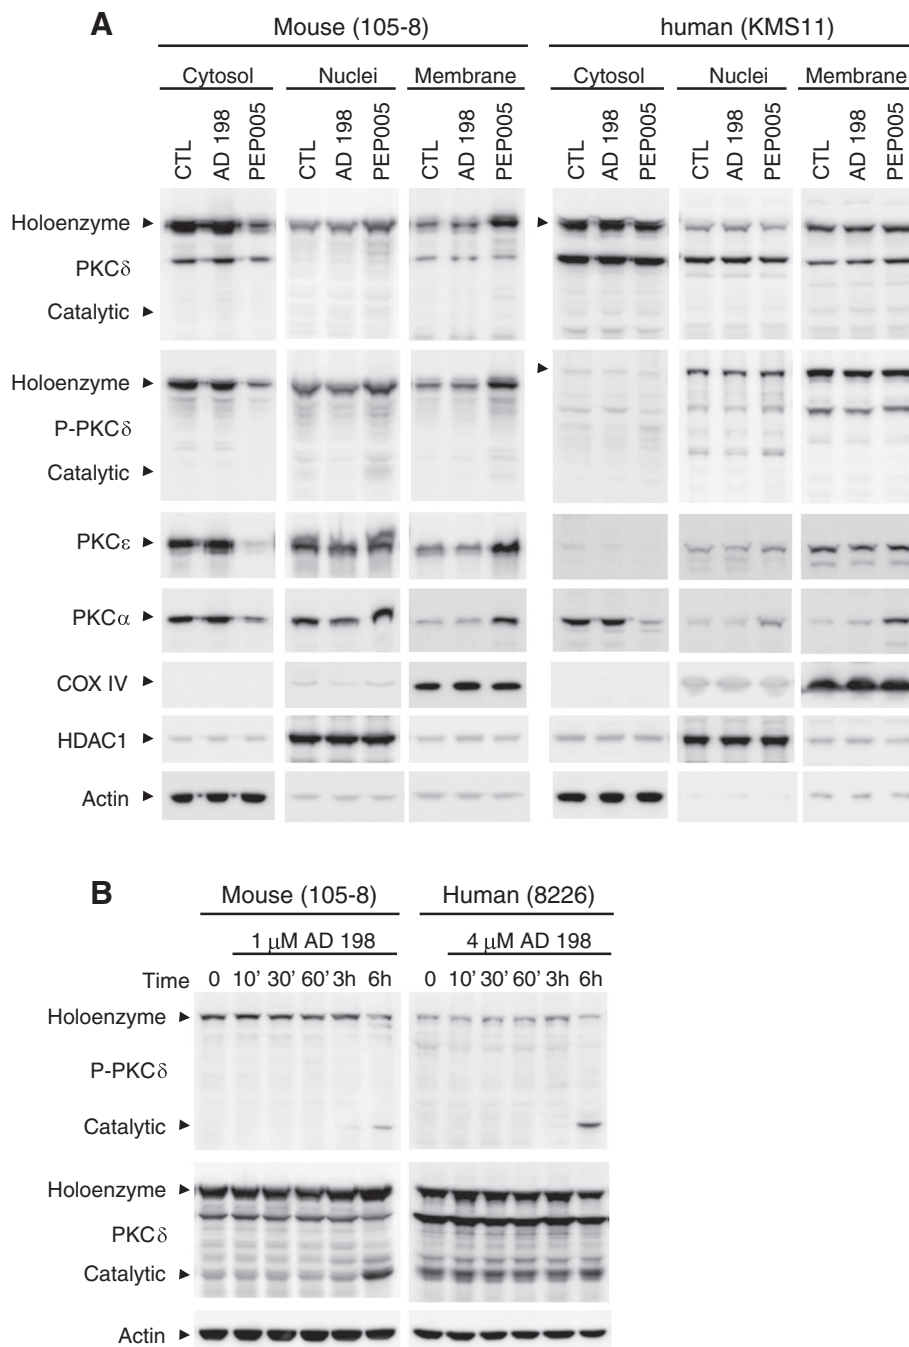 A
Mouse (105-8) human (KMS11)
Cytosol Nuclei Membrane Cytosol Nuclei Membrane
CTL AD 198 PEP005 CTL AD 198 PEP005 CTL AD 198 PEP005 CTL AD 198 PEP005 CTL AD 198 PEP005 CTL AD 198 PEP005
Holoenzyme
PKCδ
Catalytic
Holoenzyme
P-PKCδ
Catalytic
PKCε
PKCα
COX IV
HDAC1
Actin
B
Mouse (105-8) Human (8226)
1 μM AD 198 4 μM AD 198
Time 0 10' 30' 60' 3h 6h 0 10' 30' 60' 3h 6h
Holoenzyme
P-PKCδ
Catalytic
Holoenzyme
PKCδ
Catalytic
Actin